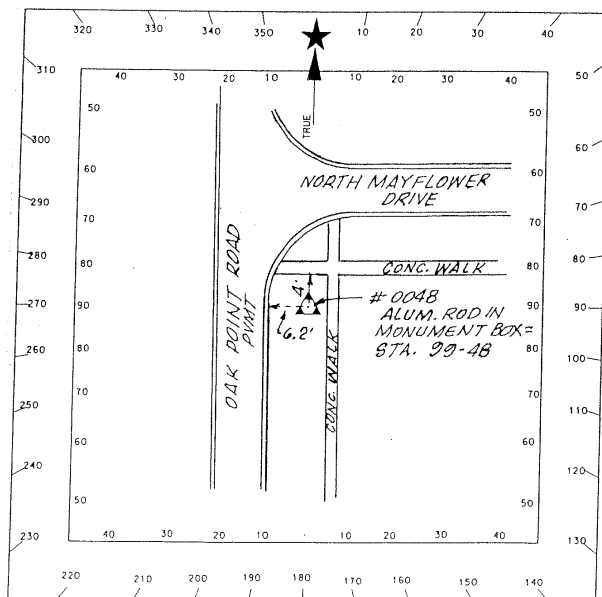 320 330 340 350 10 20 30 40
310 50
40 30 20 10 10 20 30 40
50 50
300 60
TRUE
60 60
NORTH MAYFLOWER
DRIVE
290 70
70 70
280 80
80 80
CONC. WALK
OAK POINT ROAD
PVMT
4'
270 90
90 90
# 0048
ALUM. ROD IN
MONUMENT BOX =
STA. 99-48
6.2'
260 100
80 80
CONC. WALK
70 70
250 110
60 60
240 120
50 50
230 130
40 30 20 10 10 20 30 40
220 210 200 190 180 170 160 150 140